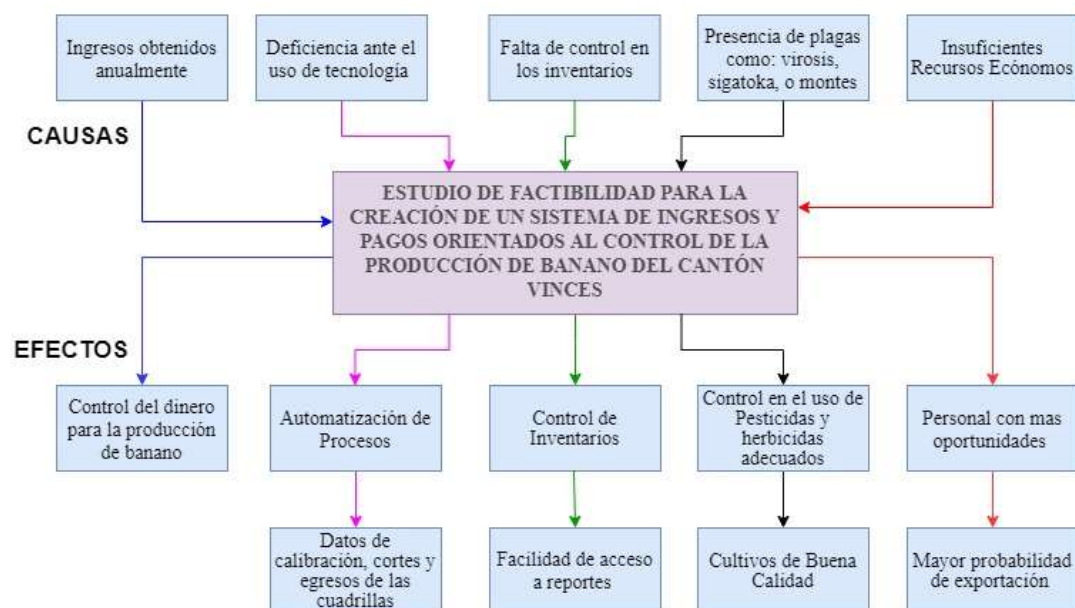 Ingresos obtenidos
anualmente
Deficiencia ante el
uso de tecnología
Falta de control en
los inventarios
Presencia de plagas
como: virosis,
sigatoka, o montes
Insuficientes
Recursos Ecónomos
CAUSAS
ESTUDIO DE FACTIBILIDAD PARA LA
CREACIÓN DE UN SISTEMA DE INGRESOS Y
PAGOS ORIENTADOS AL CONTROL DE LA
PRODUCCIÓN DE BANANO DEL CANTÓN
VINCES
EFECTOS
Control del dinero
para la producción
de banano
Automatización de
Procesos
Control de
Inventarios
Control en el uso de
Pesticidas y
herbicidas
adecuados
Personal con mas
oportunidades
Datos de
calibración, cortes y
egresos de las
cuadrillas
Facilidad de acceso
a reportes
Cultivos de Buena
Calidad
Mayor probabilidad
de exportación